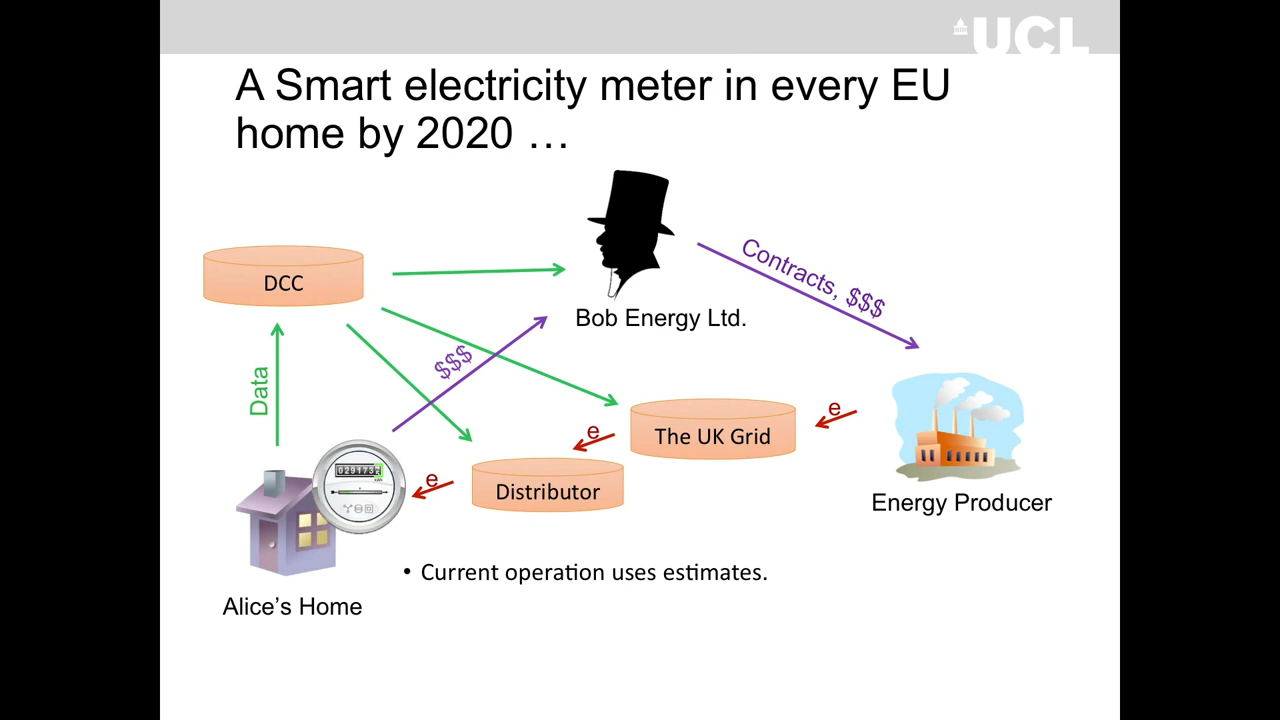 UCL
A Smart electricity meter in every EU
home by 2020 …
DCC
Contracts, $$$
Bob Energy Ltd.
$$$
Data
e
The UK Grid
e
e
Distributor
Energy Producer
• Current operation uses estimates.
Alice's Home